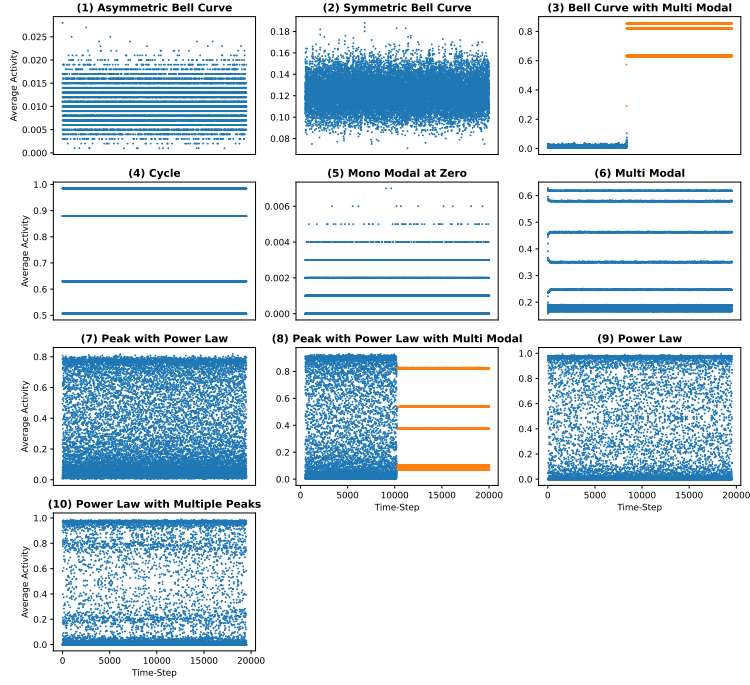 (1) Asymmetric Bell Curve
(2) Symmetric Bell Curve
(3) Bell Curve with Multi Modal
Average Activity
0.025
0.020
0.015
0.010
0.005
0.000
0.18
0.16
0.14
0.12
0.10
0.08
0.8
0.6
0.4
0.2
0.0
(4) Cycle
(5) Mono Modal at Zero
(6) Multi Modal
Average Activity
1.0
0.9
0.8
0.7
0.6
0.5
0.006
0.004
0.002
0.000
0.6
0.5
0.4
0.3
0.2
(7) Peak with Power Law
(8) Peak with Power Law with Multi Modal
(9) Power Law
Average Activity
0.8
0.6
0.4
0.2
0.0
0.8
0.6
0.4
0.2
0.0
0 5000 10000 15000 20000
Time-Step
1.0
0.8
0.6
0.4
0.2
0.0
0 5000 10000 15000 20000
Time-Step
(10) Power Law with Multiple Peaks
Average Activity
1.0
0.8
0.6
0.4
0.2
0.0
0 5000 10000 15000 20000
Time-Step